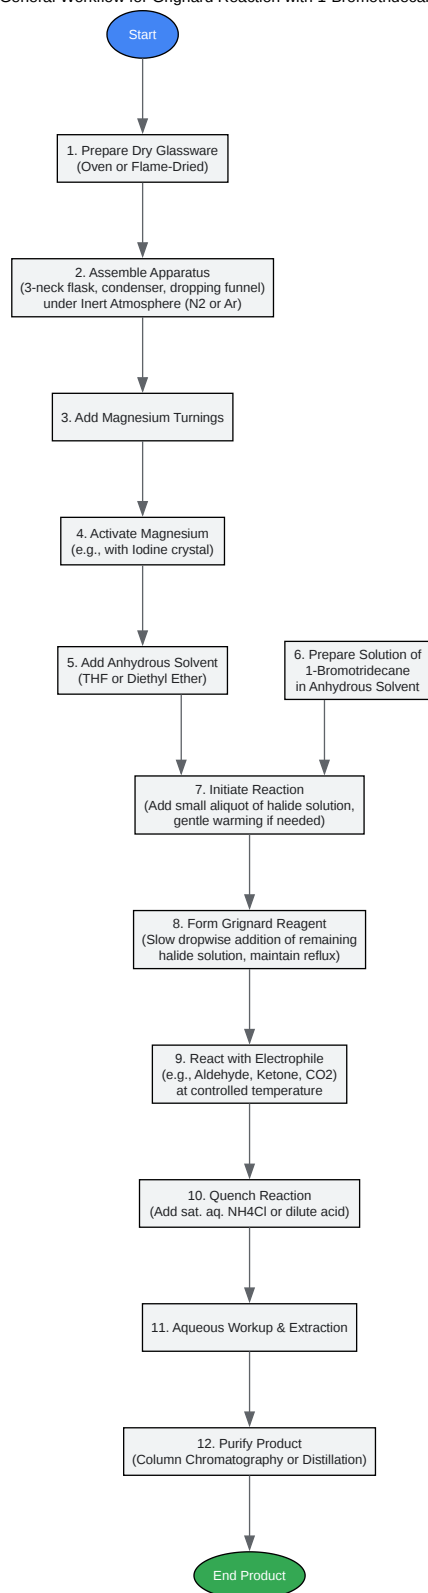 General Workflow for Grignard Reaction with 1-Bromotridecan
Start
1. Prepare Dry Glassware
(Oven or Flame-Dried)
2. Assemble Apparatus
(3-neck flask, condenser, dropping funnel)
under Inert Atmosphere (N2 or Ar)
3. Add Magnesium Turnings
4. Activate Magnesium
(e.g., with Iodine crystal)
5. Add Anhydrous Solvent
(THF or Diethyl Ether)
6. Prepare Solution of
1-Bromotridecane
in Anhydrous Solvent
7. Initiate Reaction
(Add small aliquot of halide solution,
gentle warming if needed)
8. Form Grignard Reagent
(Slow dropwise addition of remaining
halide solution, maintain reflux)
9. React with Electrophile
(e.g., Aldehyde, Ketone, CO2)
at controlled temperature
10. Quench Reaction
(Add sat. aq. NH4Cl or dilute acid)
11. Aqueous Workup & Extraction
12. Purify Product
(Column Chromatography or Distillation)
End Product